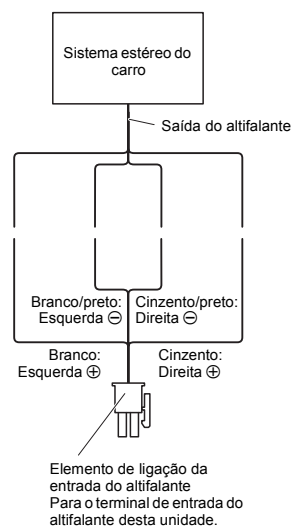 Sistema estéreo do
carro
Saída do altifalante
Branco/preto:
Esquerda ⊖
Cinzento/preto:
Direita ⊖
Branco:
Esquerda ⊕
Cinzento:
Direita ⊕
Elemento de ligação da
entrada do altifalante
Para o terminal de entrada do
altifalante desta unidade.